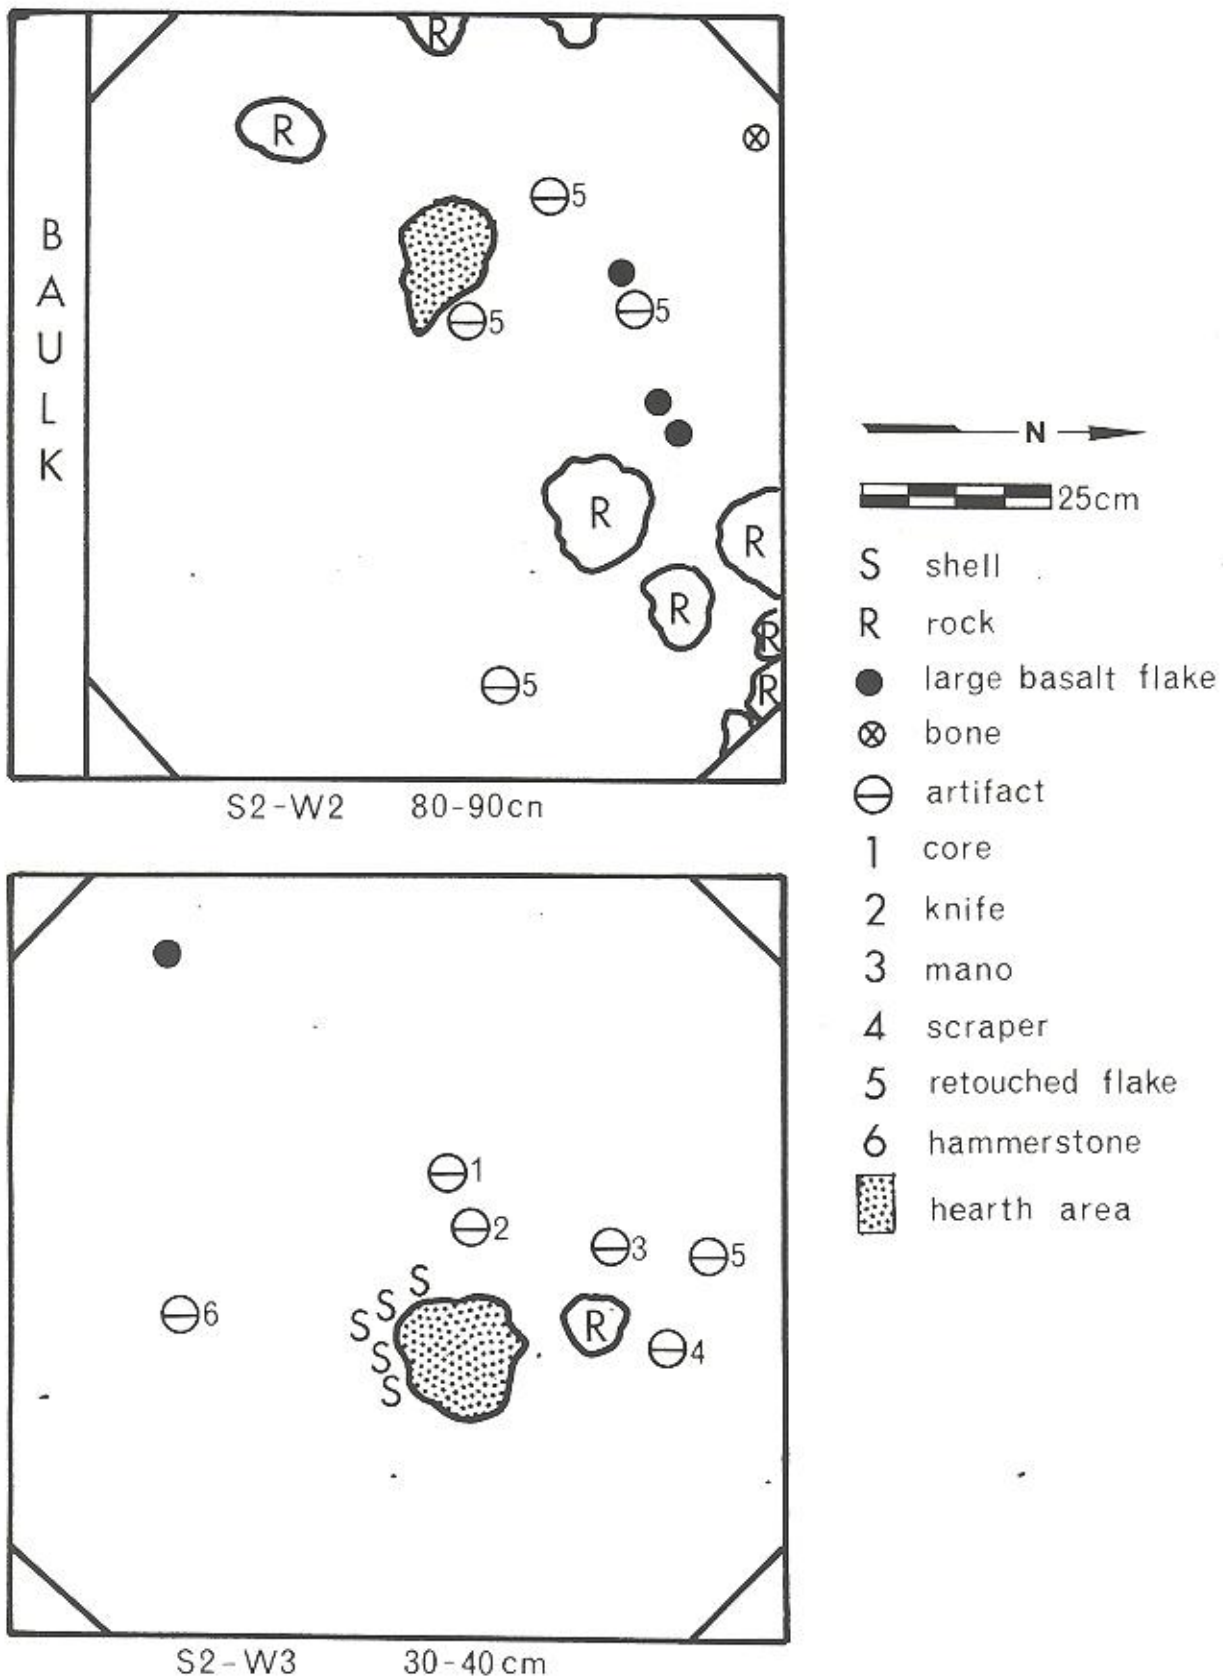 R
R
5
5
5
BAULK
R
R
R
R
R
5
S2-W2 80-90cn
N
25cm
S shell
R rock
large basalt flake
bone
artifact
1 core
2 knife
3 mano
4 scraper
5 retouched flake
6 hammerstone
hearth area
1
2
3
5
S
S
S
S
S
6
R
4
S2-W3 30-40cm